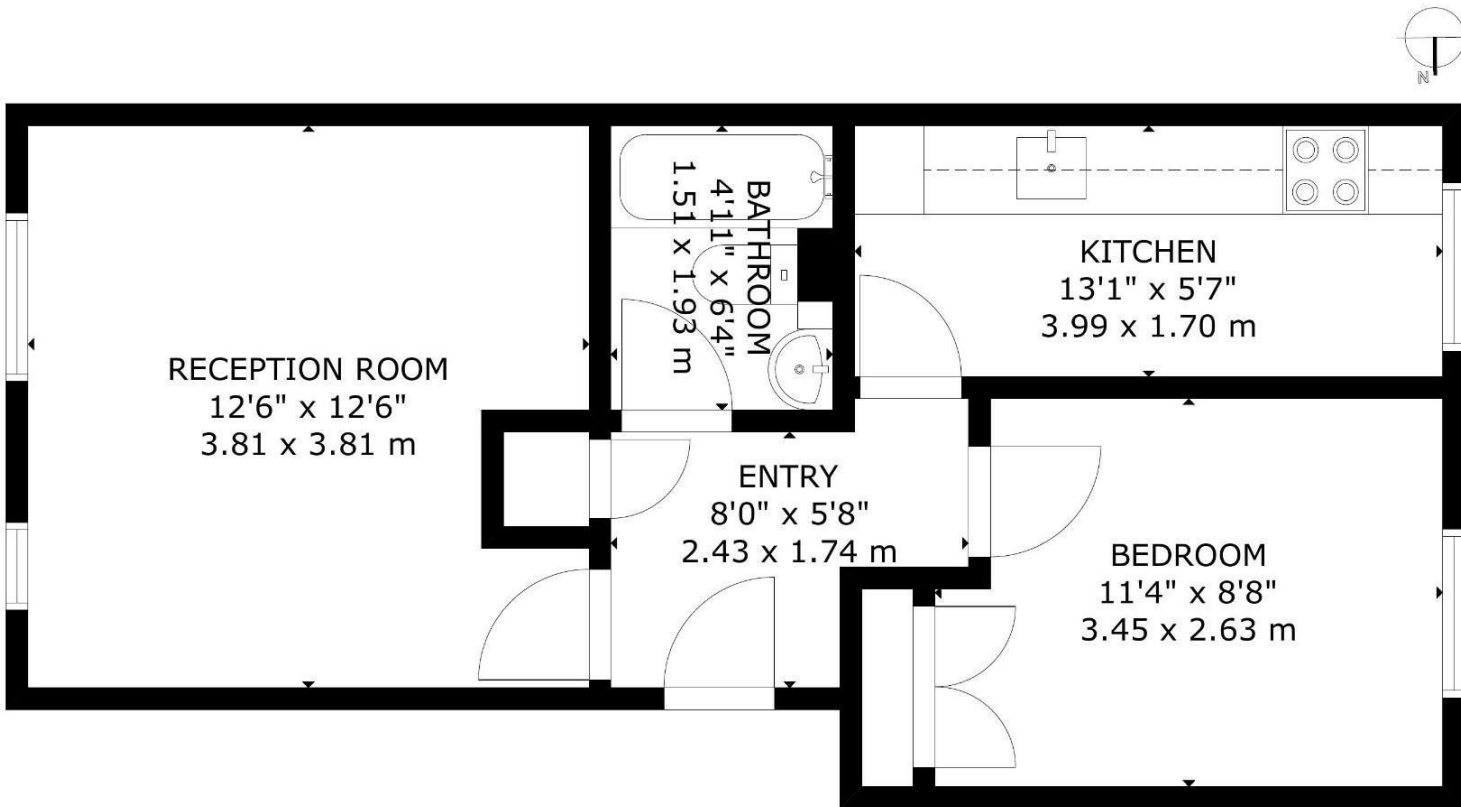 N
RECEPTION ROOM
12'6" x 12'6"
3.81 x 3.81 m
BATHROOM
4'11" x 6'4"
1.51 x 1.93 m
KITCHEN
13'1" x 5'7"
3.99 x 1.70 m
ENTRY
8'0" x 5'8"
2.43 x 1.74 m
BEDROOM
11'4" x 8'8"
3.45 x 2.63 m